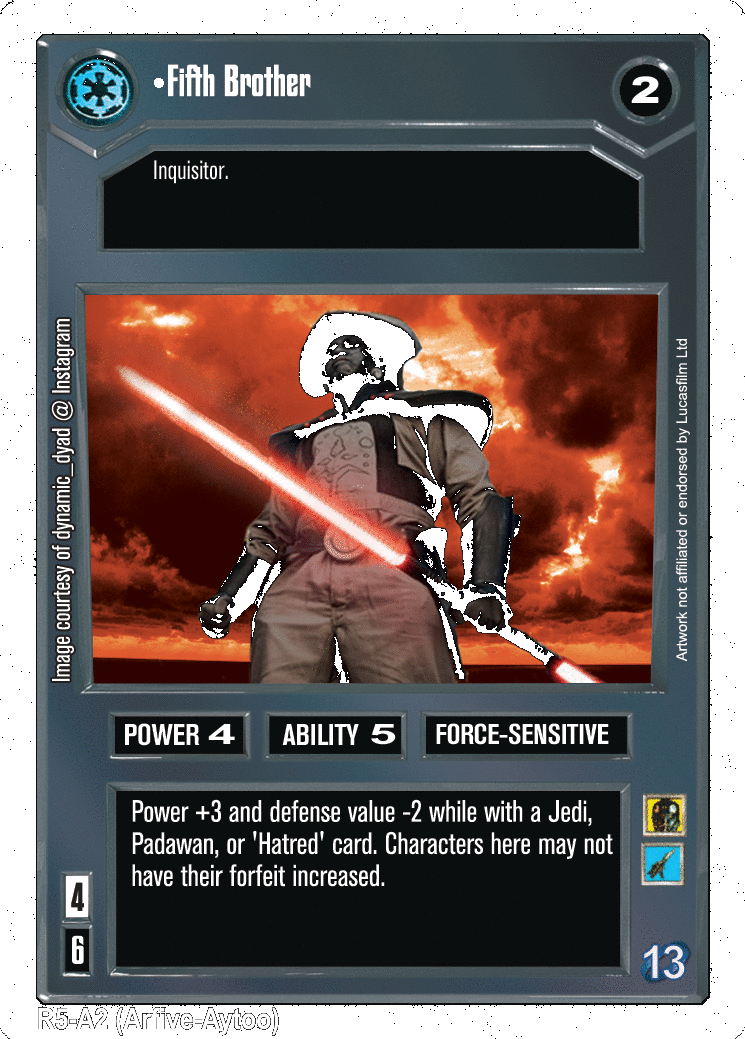 •Fifth Brother
2
Inquisitor.
Image courtesy of dynamic_dyad @ Instagram
Artwork not affiliated or endorsed by Lucasfilm Ltd
POWER 4
ABILITY 5
FORCE-SENSITIVE
Power +3 and defense value -2 while with a Jedi,
Padawan, or 'Hatred' card. Characters here may not
have their forfeit increased.
4
6
13
R5-A2 (Arfive-Aytoo)